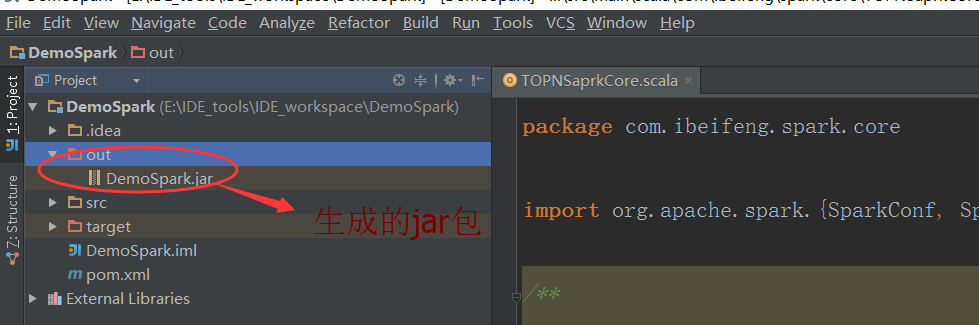 File Edit View Navigate Code Analyze Refactor Build Run Tools VCS Window Help
DemoSpark out
1: Project
Z: Structure
Project
DemoSpark (E:\IDE_tools\IDE_workspace\DemoSpark)
.idea
out
DemoSpark.jar
src
target
DemoSpark.iml
m pom.xml
External Libraries
生成的jar包
TOPNSaprkCore.scala
package com.ibeifeng.spark.core
import org.apache.spark.{SparkConf, Sp
/**